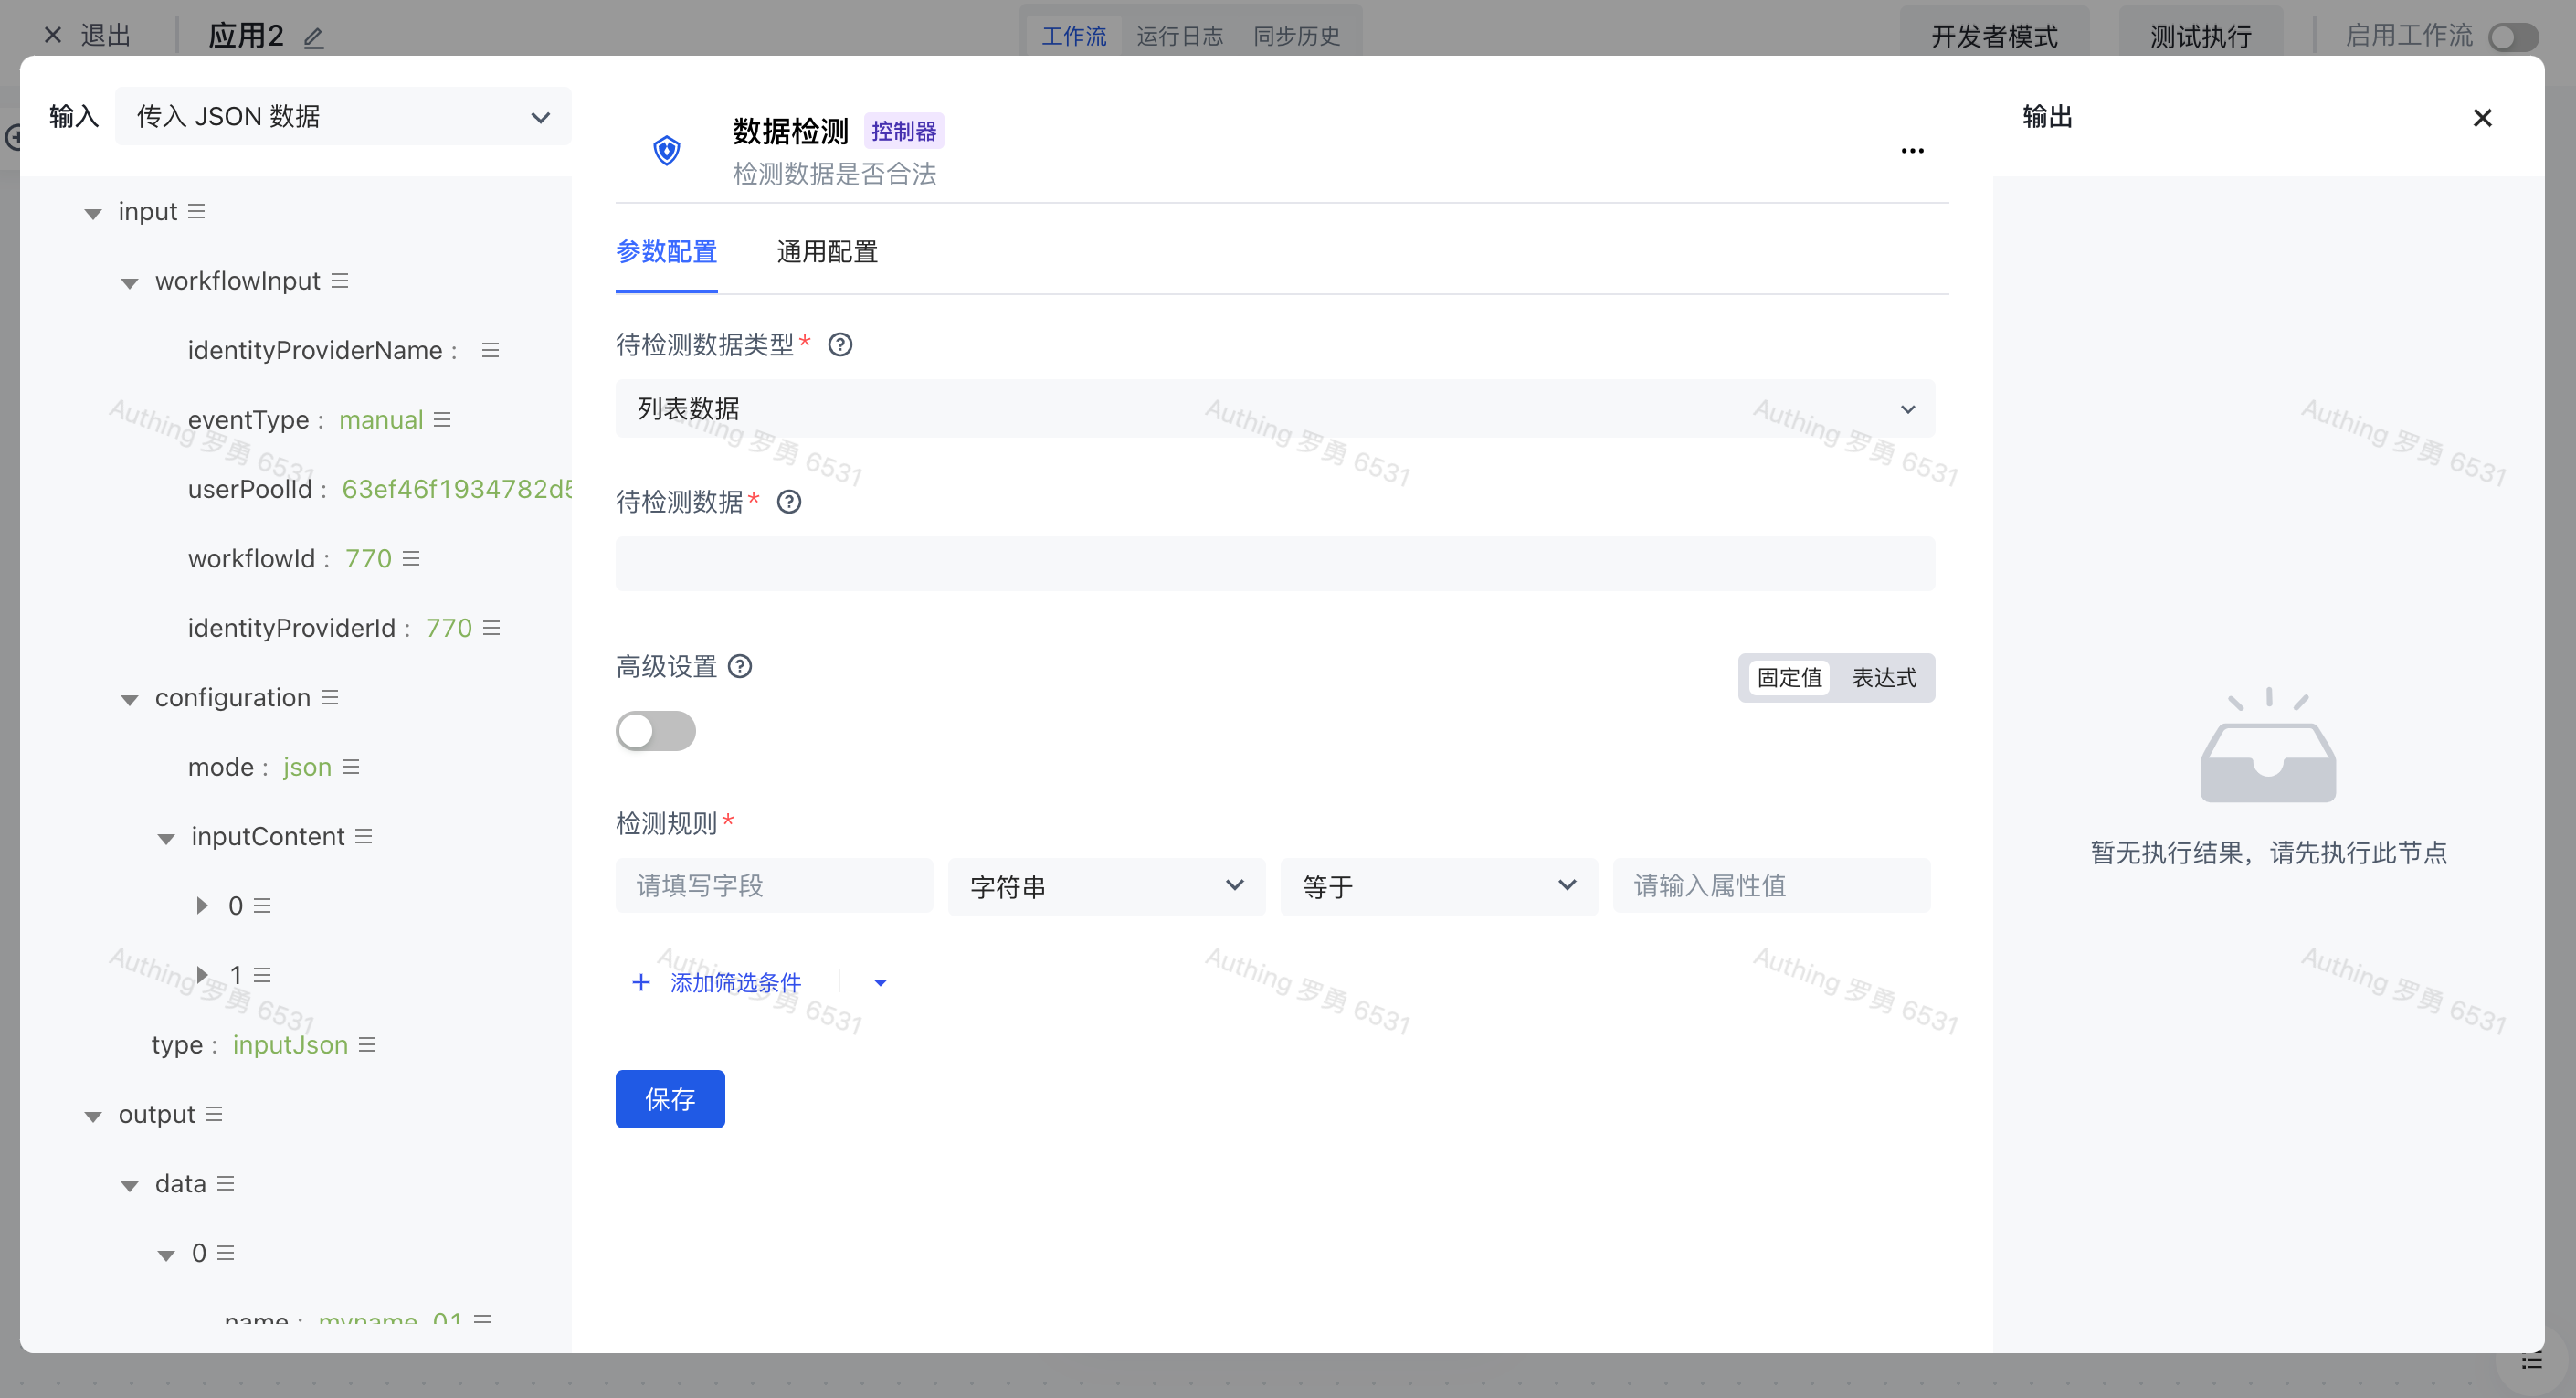 退出
应用2
工作流
运行日志
同步历史
开发者模式
测试执行
启用工作流
输入
传入 JSON 数据
input
workflowInput
identityProviderName :
eventType : manual
userPoolId : 63ef46f1934782d5
workflowId : 770
identityProviderId : 770
configuration
mode : json
inputContent
0
1
type : inputJson
output
data
0
name : myname_01
数据检测 控制器
检测数据是否合法
参数配置
通用配置
待检测数据类型*
列表数据
待检测数据*
高级设置
固定值 表达式
检测规则*
请填写字段
字符串
等于
请输入属性值
+ 添加筛选条件
保存
输出
暂无执行结果，请先执行此节点
Authing 罗勇 6531
Authing 罗勇 6531
Authing 罗勇 6531
Authing 罗勇 6531
Authing 罗勇 6531
Authing 罗勇 6531
Authing 罗勇 6531
Authing 罗勇 6531
Authing 罗勇 6531
Authing 罗勇 6531